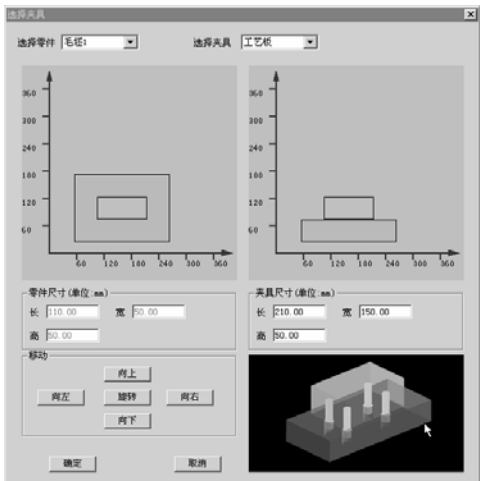 选择夹具
选择零件 毛坯1 选择夹具 工艺板
360 360
300 300
240 240
180 180
120 120
60 60
60 120 180 240 300 360 60 120 180 240 300 360
零件尺寸(单位:mm) 夹具尺寸(单位:mm)
长 110.00 宽 50.00 长 210.00 宽 150.00
高 50.00 高 50.00
移动
向上
向左 旋转 向右
向下
确定 取消